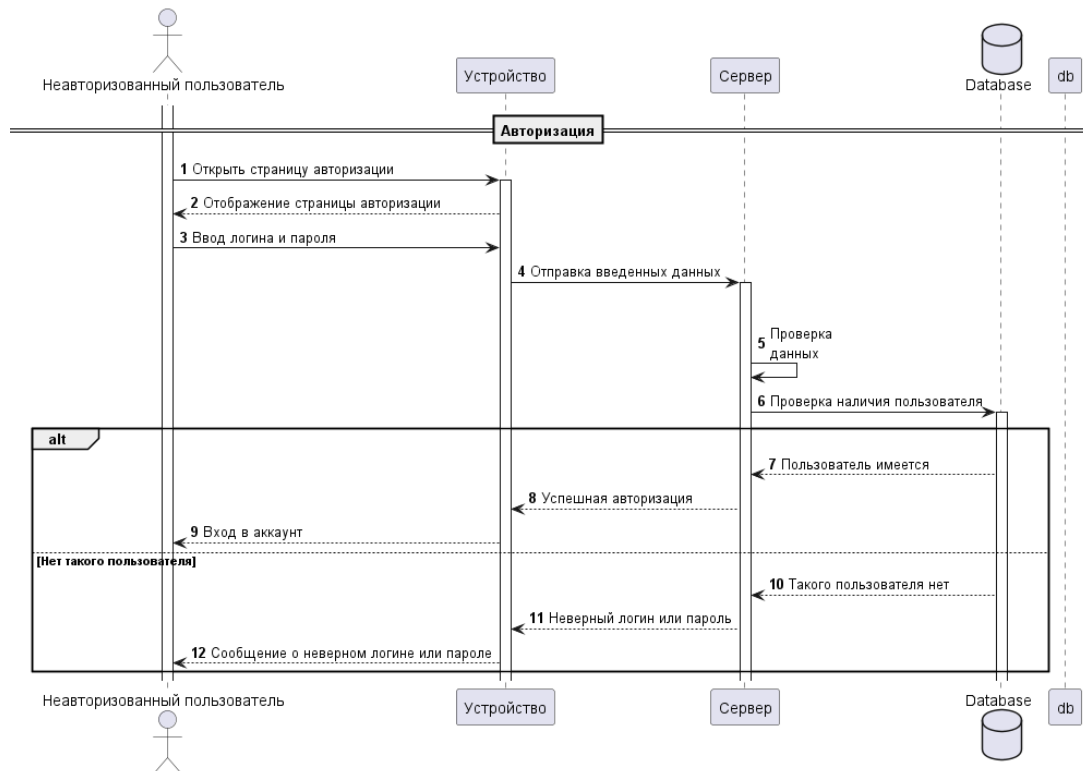 Неавторизованный пользователь
Устройство
Сервер
Database
db
Авторизация
1 Открыть страницу авторизации
2 Отображение страницы авторизации
3 Ввод логина и пароля
4 Отправка введенных данных
5 Проверка
данных
6 Проверка наличия пользователя
alt
7 Пользователь имеется
8 Успешная авторизация
9 Вход в аккаунт
[Нет такого пользователя]
10 Такого пользователя нет
11 Неверный логин или пароль
12 Сообщение о неверном логине или пароле
Неавторизованный пользователь
Устройство
Сервер
Database
db